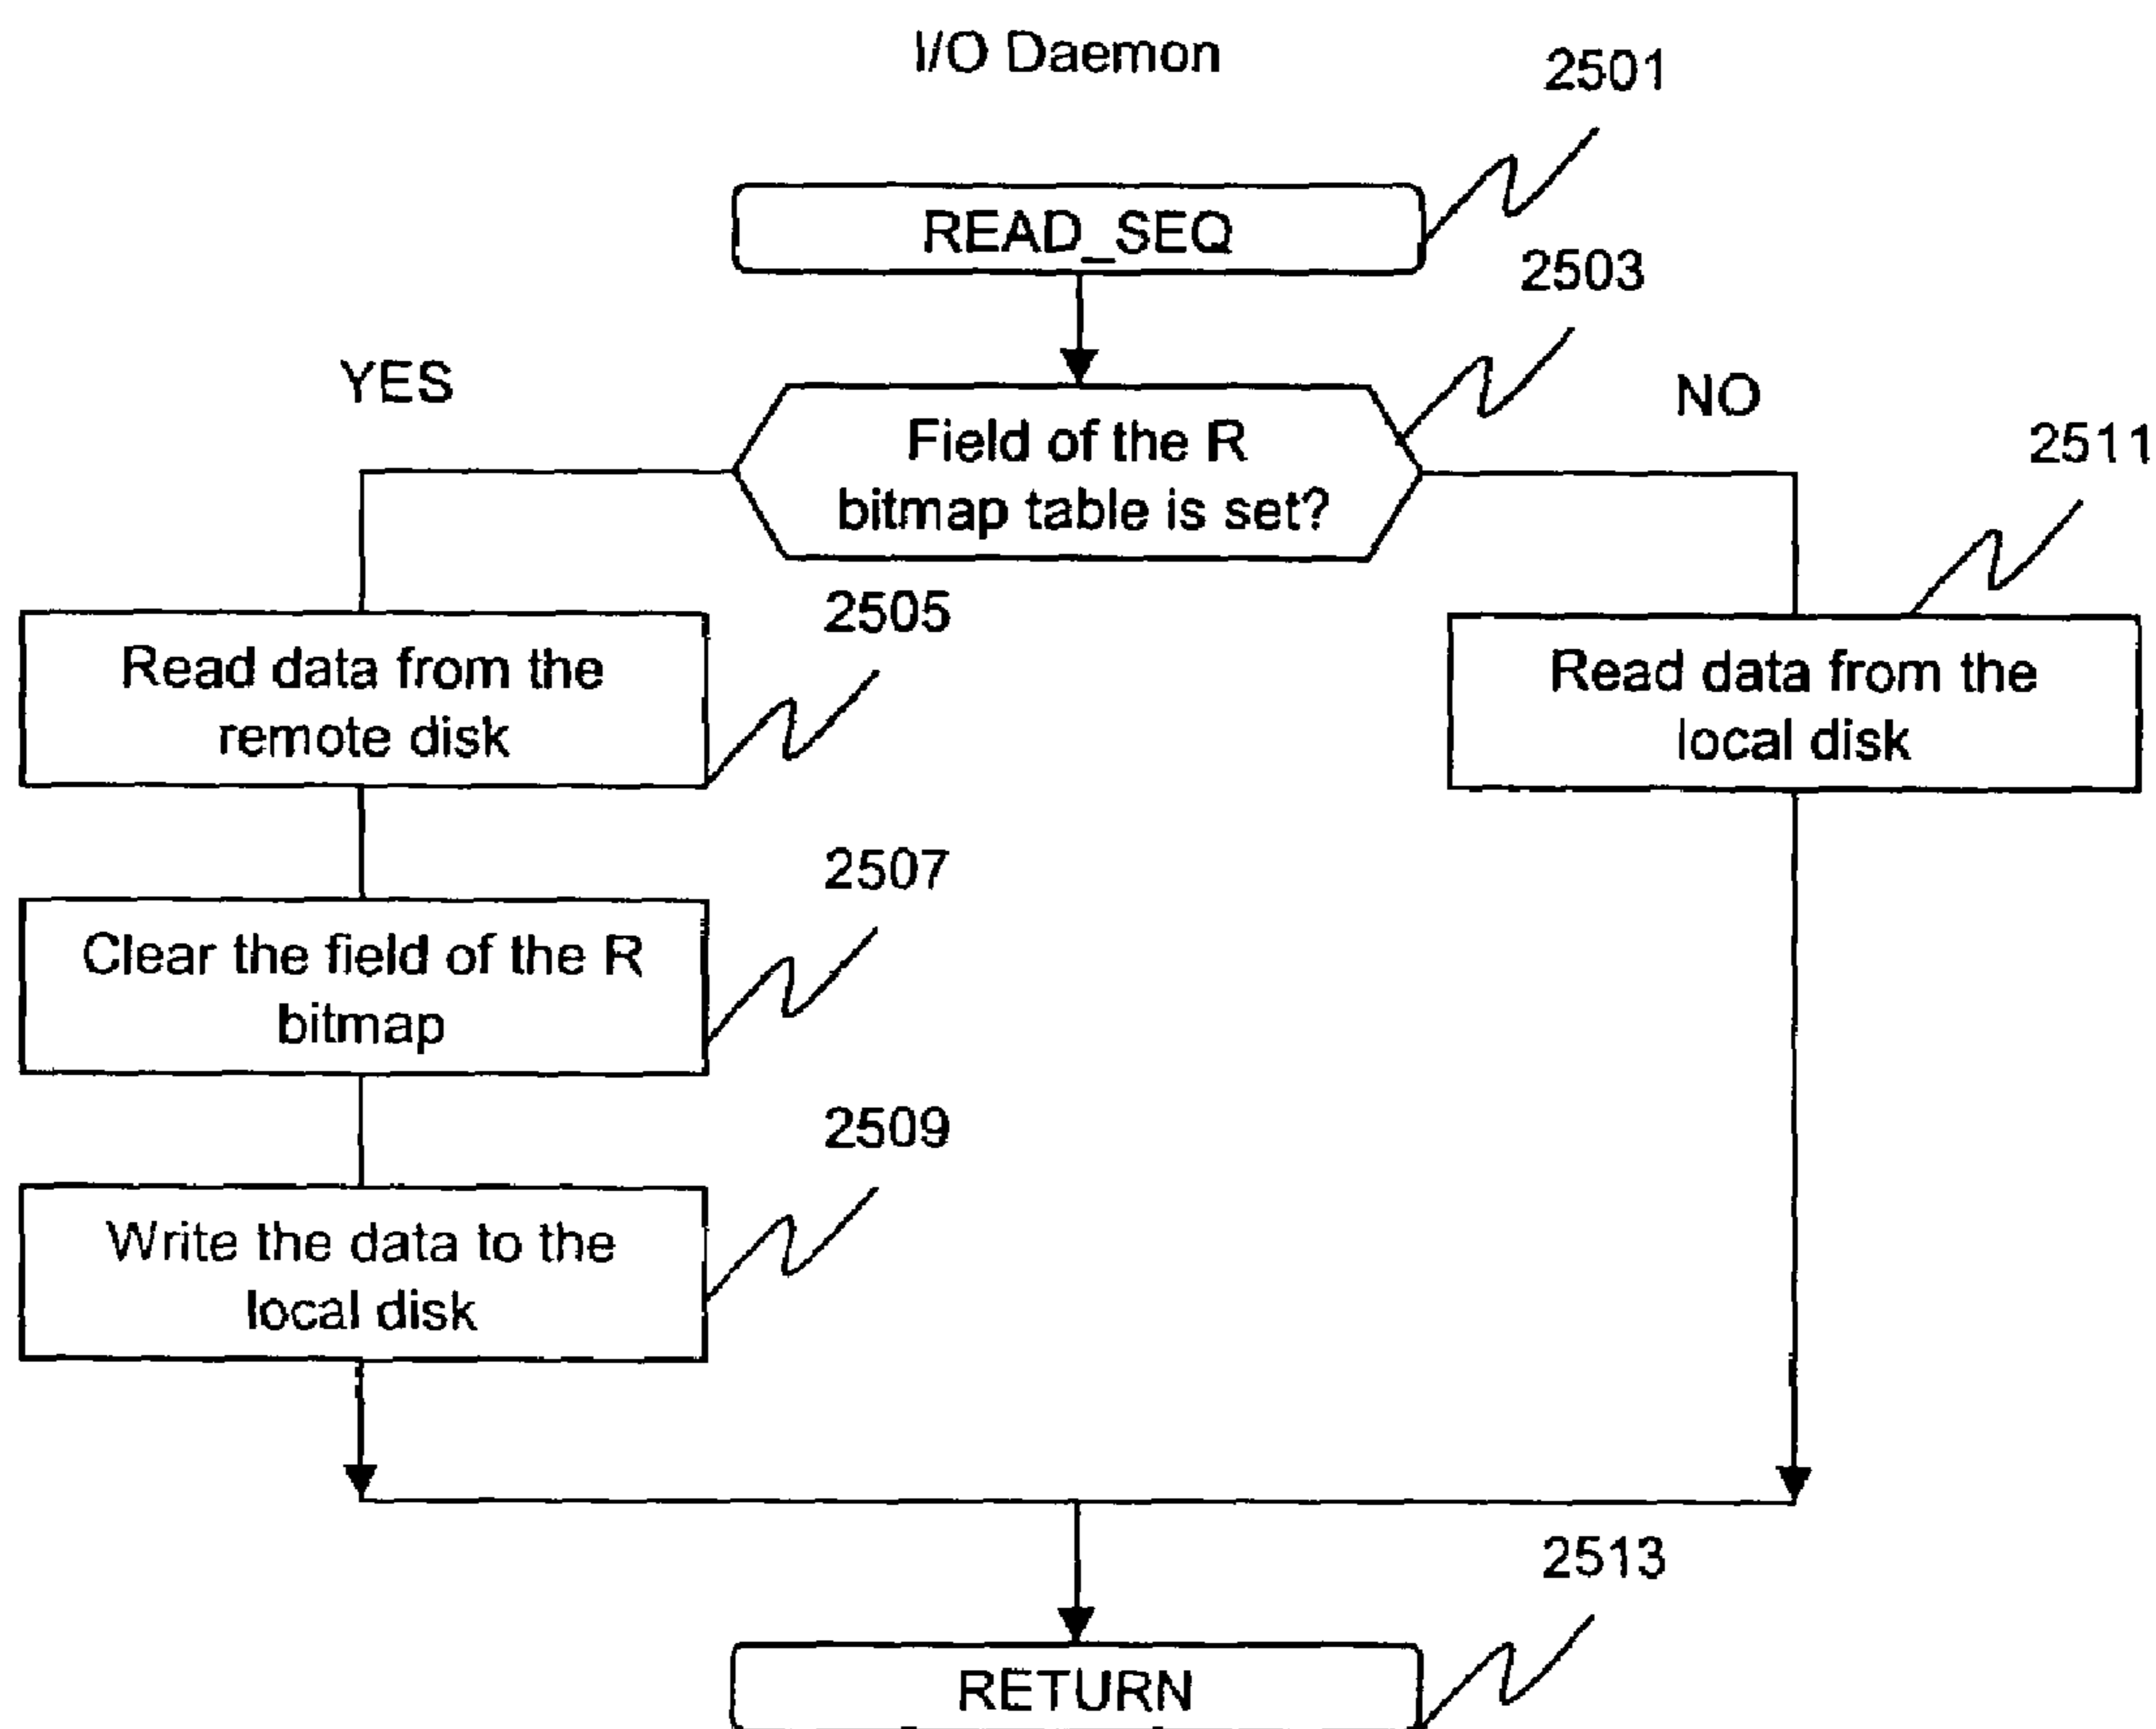 I/O Daemon
2501
READ_SEQ
2503
YES
Field of the R
bitmap table is set?
NO
2511
2505
Read data from the
remote disk
Read data from the
local disk
2507
Clear the field of the R
bitmap
2509
Write the data to the
local disk
2513
RETURN